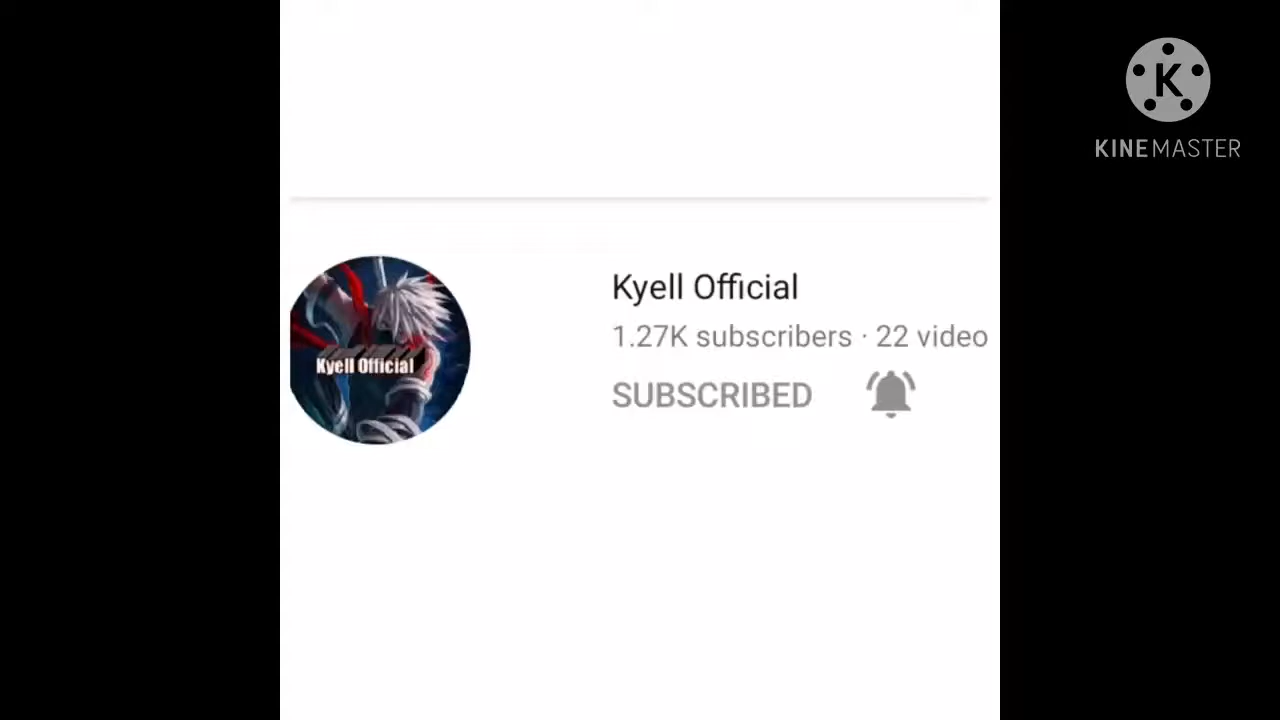 K
KINEMASTER
Kyell Official
1.27K subscribers · 22 video
SUBSCRIBED
Kyell Official